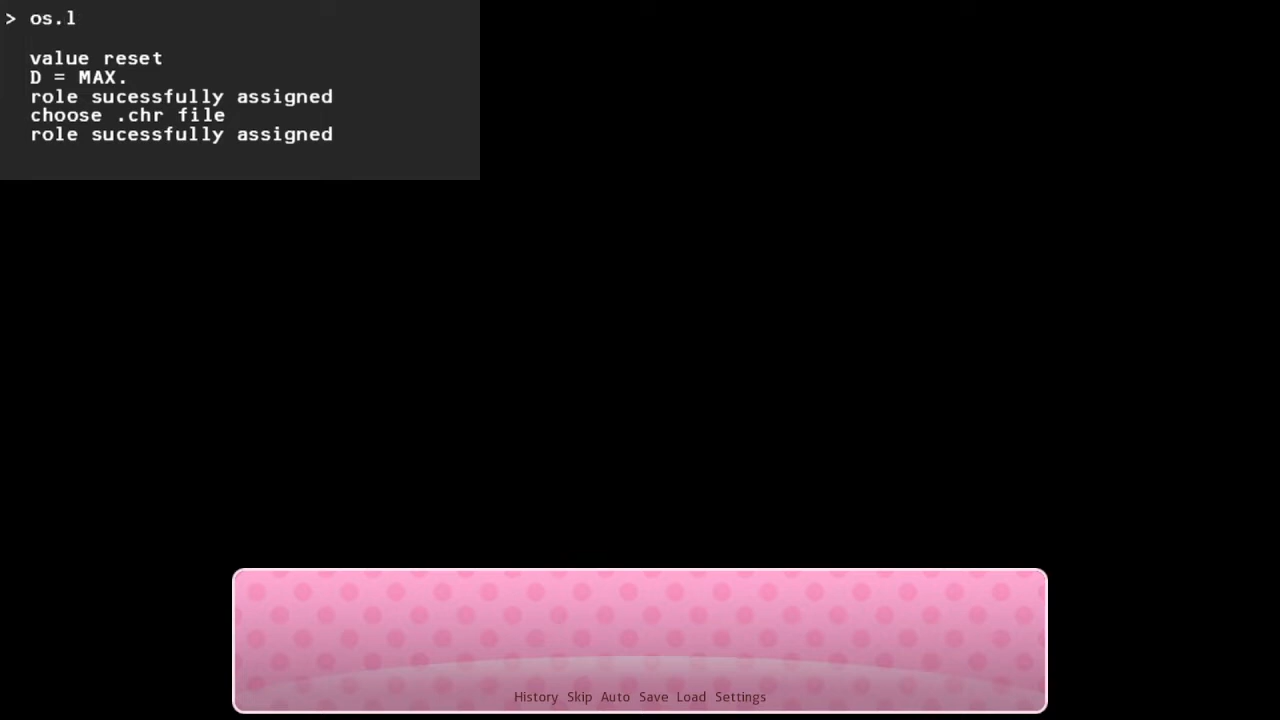 > os.l
value reset
D = MAX.
role sucessfully assigned
choose .chr file
role sucessfully assigned
History Skip Auto Save Load Settings